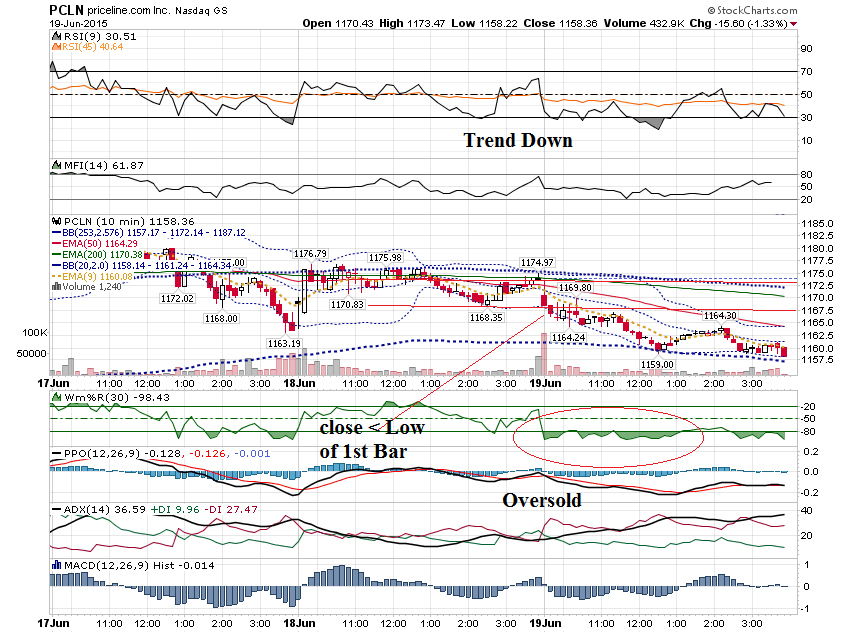 PCLN priceline.com Inc. Nasdaq GS
© StockCharts.com
19-Jun-2015
Open 1170.43 High 1173.47 Low 1158.22 Close 1158.36 Volume 432.9K Chg -15.60 (-1.33%)
RSI(9) 30.51
RSI(45) 40.64
90
70
50
30
10
Trend Down
MFI(14) 61.87
80
50
20
PCLN (10 min) 1158.36
BB(253,2.576) 1157.17 - 1172.14 - 1187.12
EMA(50) 1164.29
EMA(200) 1170.38
BB(20,2.0) 1158.14 - 1161.24 - 1164.34
EMA(9) 1160.08
Volume 1,240
1185.0
1182.5
1180.0
1177.5
1175.0
1172.5
1170.0
1167.5
1165.0
1162.5
1160.0
1157.5
1176.79
1175.98
1174.97
1172.02
1170.83
1169.80
1168.00
1168.35
1164.30
1163.19
1164.24
1159.00
100K
50000
17Jun 11:00 12:00 1:00 2:00 3:00 18Jun 11:00 12:00 1:00 2:00 3:00 19Jun 11:00 12:00 1:00 2:00 3:00
Wm%R(30) -98.43
-20
-50
-80
close < Low
of 1st Bar
PPO(12,26,9) -0.128, -0.126, -0.001
0.2
0.0
-0.2
Oversold
ADX(14) 36.59 +DI 9.96 -DI 27.47
40
20
MACD(12,26,9) Hist -0.014
1
0
-1
17Jun 11:00 12:00 1:00 2:00 3:00 18Jun 11:00 12:00 1:00 2:00 3:00 19Jun 11:00 12:00 1:00 2:00 3:00